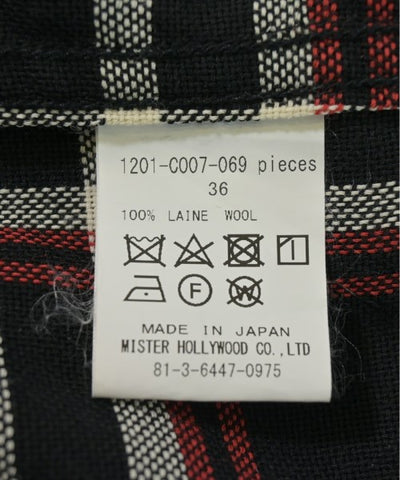 1201-C007-069 pieces
36
100% LAINE WOOL
F W
MADE IN JAPAN
MISTER HOLLYWOOD CO.,LTD
81-3-6447-0975